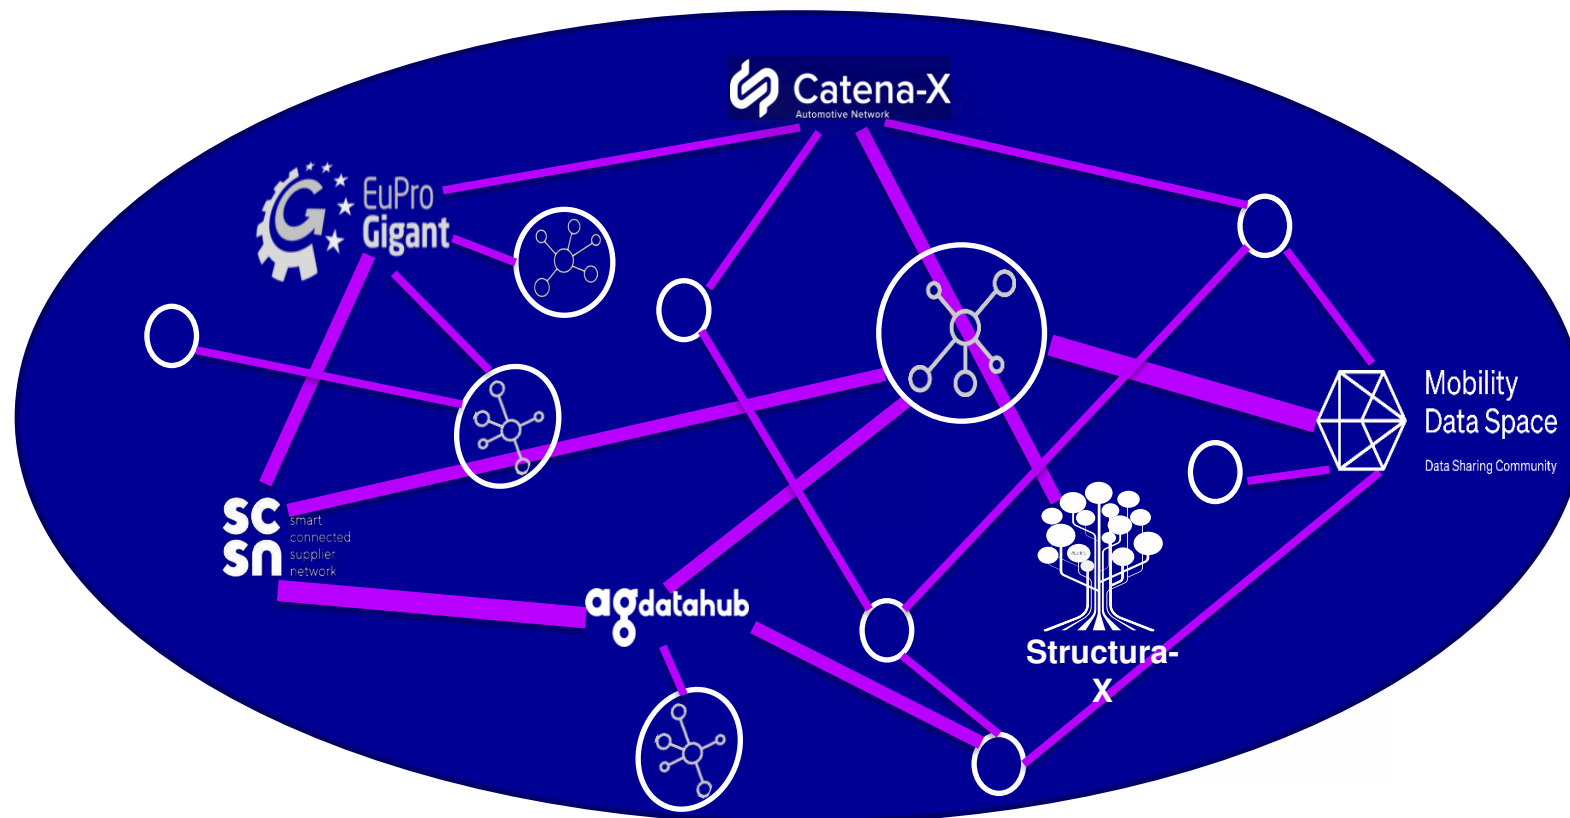 Catena-X
Automotive Network
EuPro
Gigant
Mobility
Data Space
Data Sharing Community
sc
sn
smart
connected
supplier
network
agdatahub
Structura-
X